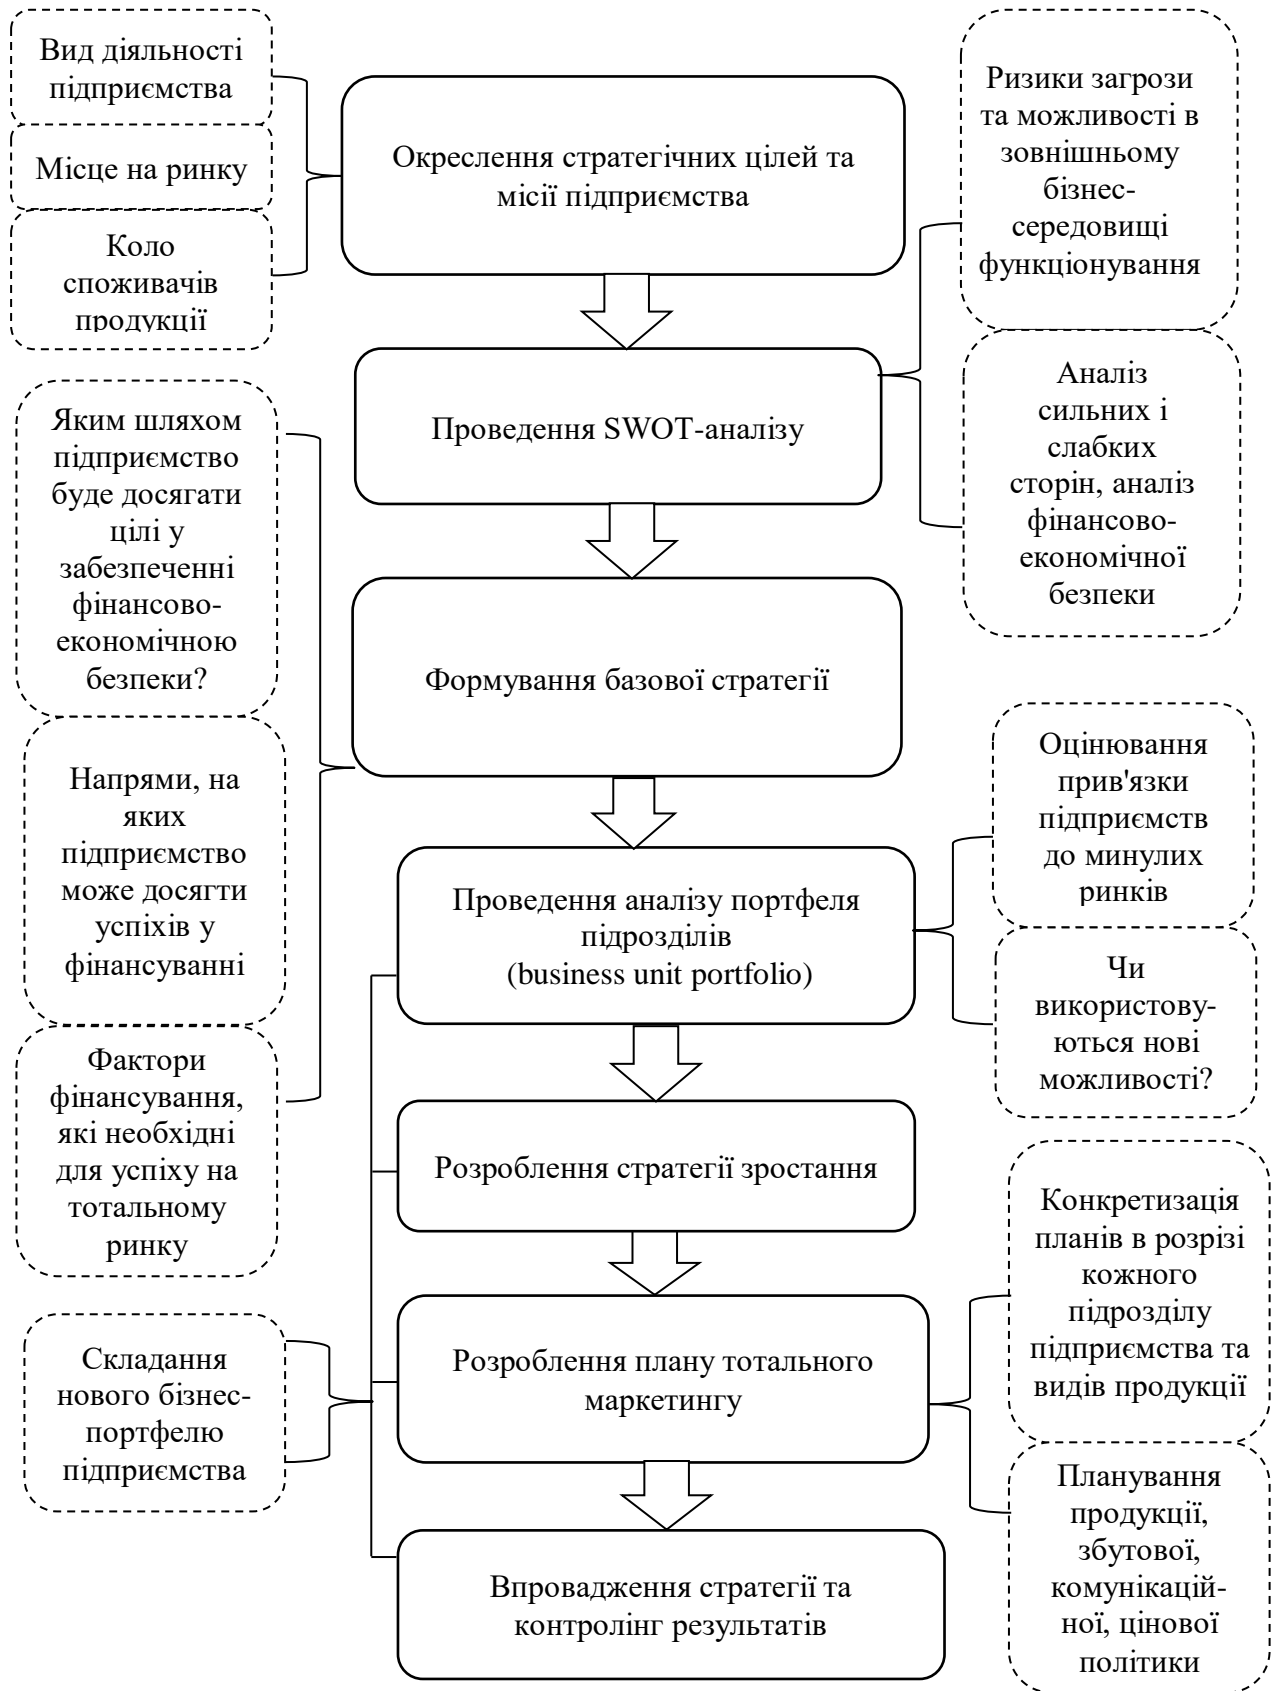 Вид діяльності
підприємства
Місце на ринку
Коло
споживачів
продукції
Окреслення стратегічних цілей та
місії підприємства
Ризики загрози
та можливості в
зовнішньому
бізнес-
середовищі
функціонування
Проведення SWOT-аналізу
Аналіз
сильних і
слабких
сторін, аналіз
фінансово-
економічної
безпеки
Яким шляхом
підприємство
буде досягати
цілі у
забезпеченні
фінансово-
економічною
безпеки?
Формування базової стратегії
Напрями, на
яких
підприємство
може досягти
успіхів у
фінансуванні
Фактори
фінансування,
які необхідні
для успіху на
тотальному
ринку
Проведення аналізу портфеля
підрозділів
(business unit portfolio)
Оцінювання
прив'язки
підприємств
до минулих
ринків
Чи
використову-
ються нові
можливості?
Розроблення стратегії зростання
Складання
нового бізнес-
портфелю
підприємства
Розроблення плану тотального
маркетингу
Конкретизація
планів в розрізі
кожного
підрозділу
підприємства та
видів продукції
Планування
продукції,
збутової,
комунікацій-
ної, цінової
політики
Впровадження стратегії та
контролінг результатів